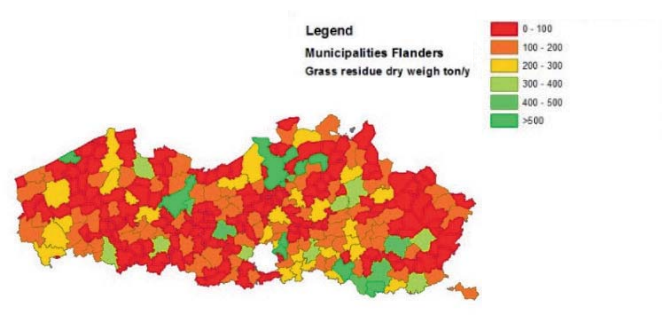 Legend
Municipalities Flanders
Grass residue dry weigh ton/y
0 - 100
100 - 200
200 - 300
300 - 400
400 - 500
>500